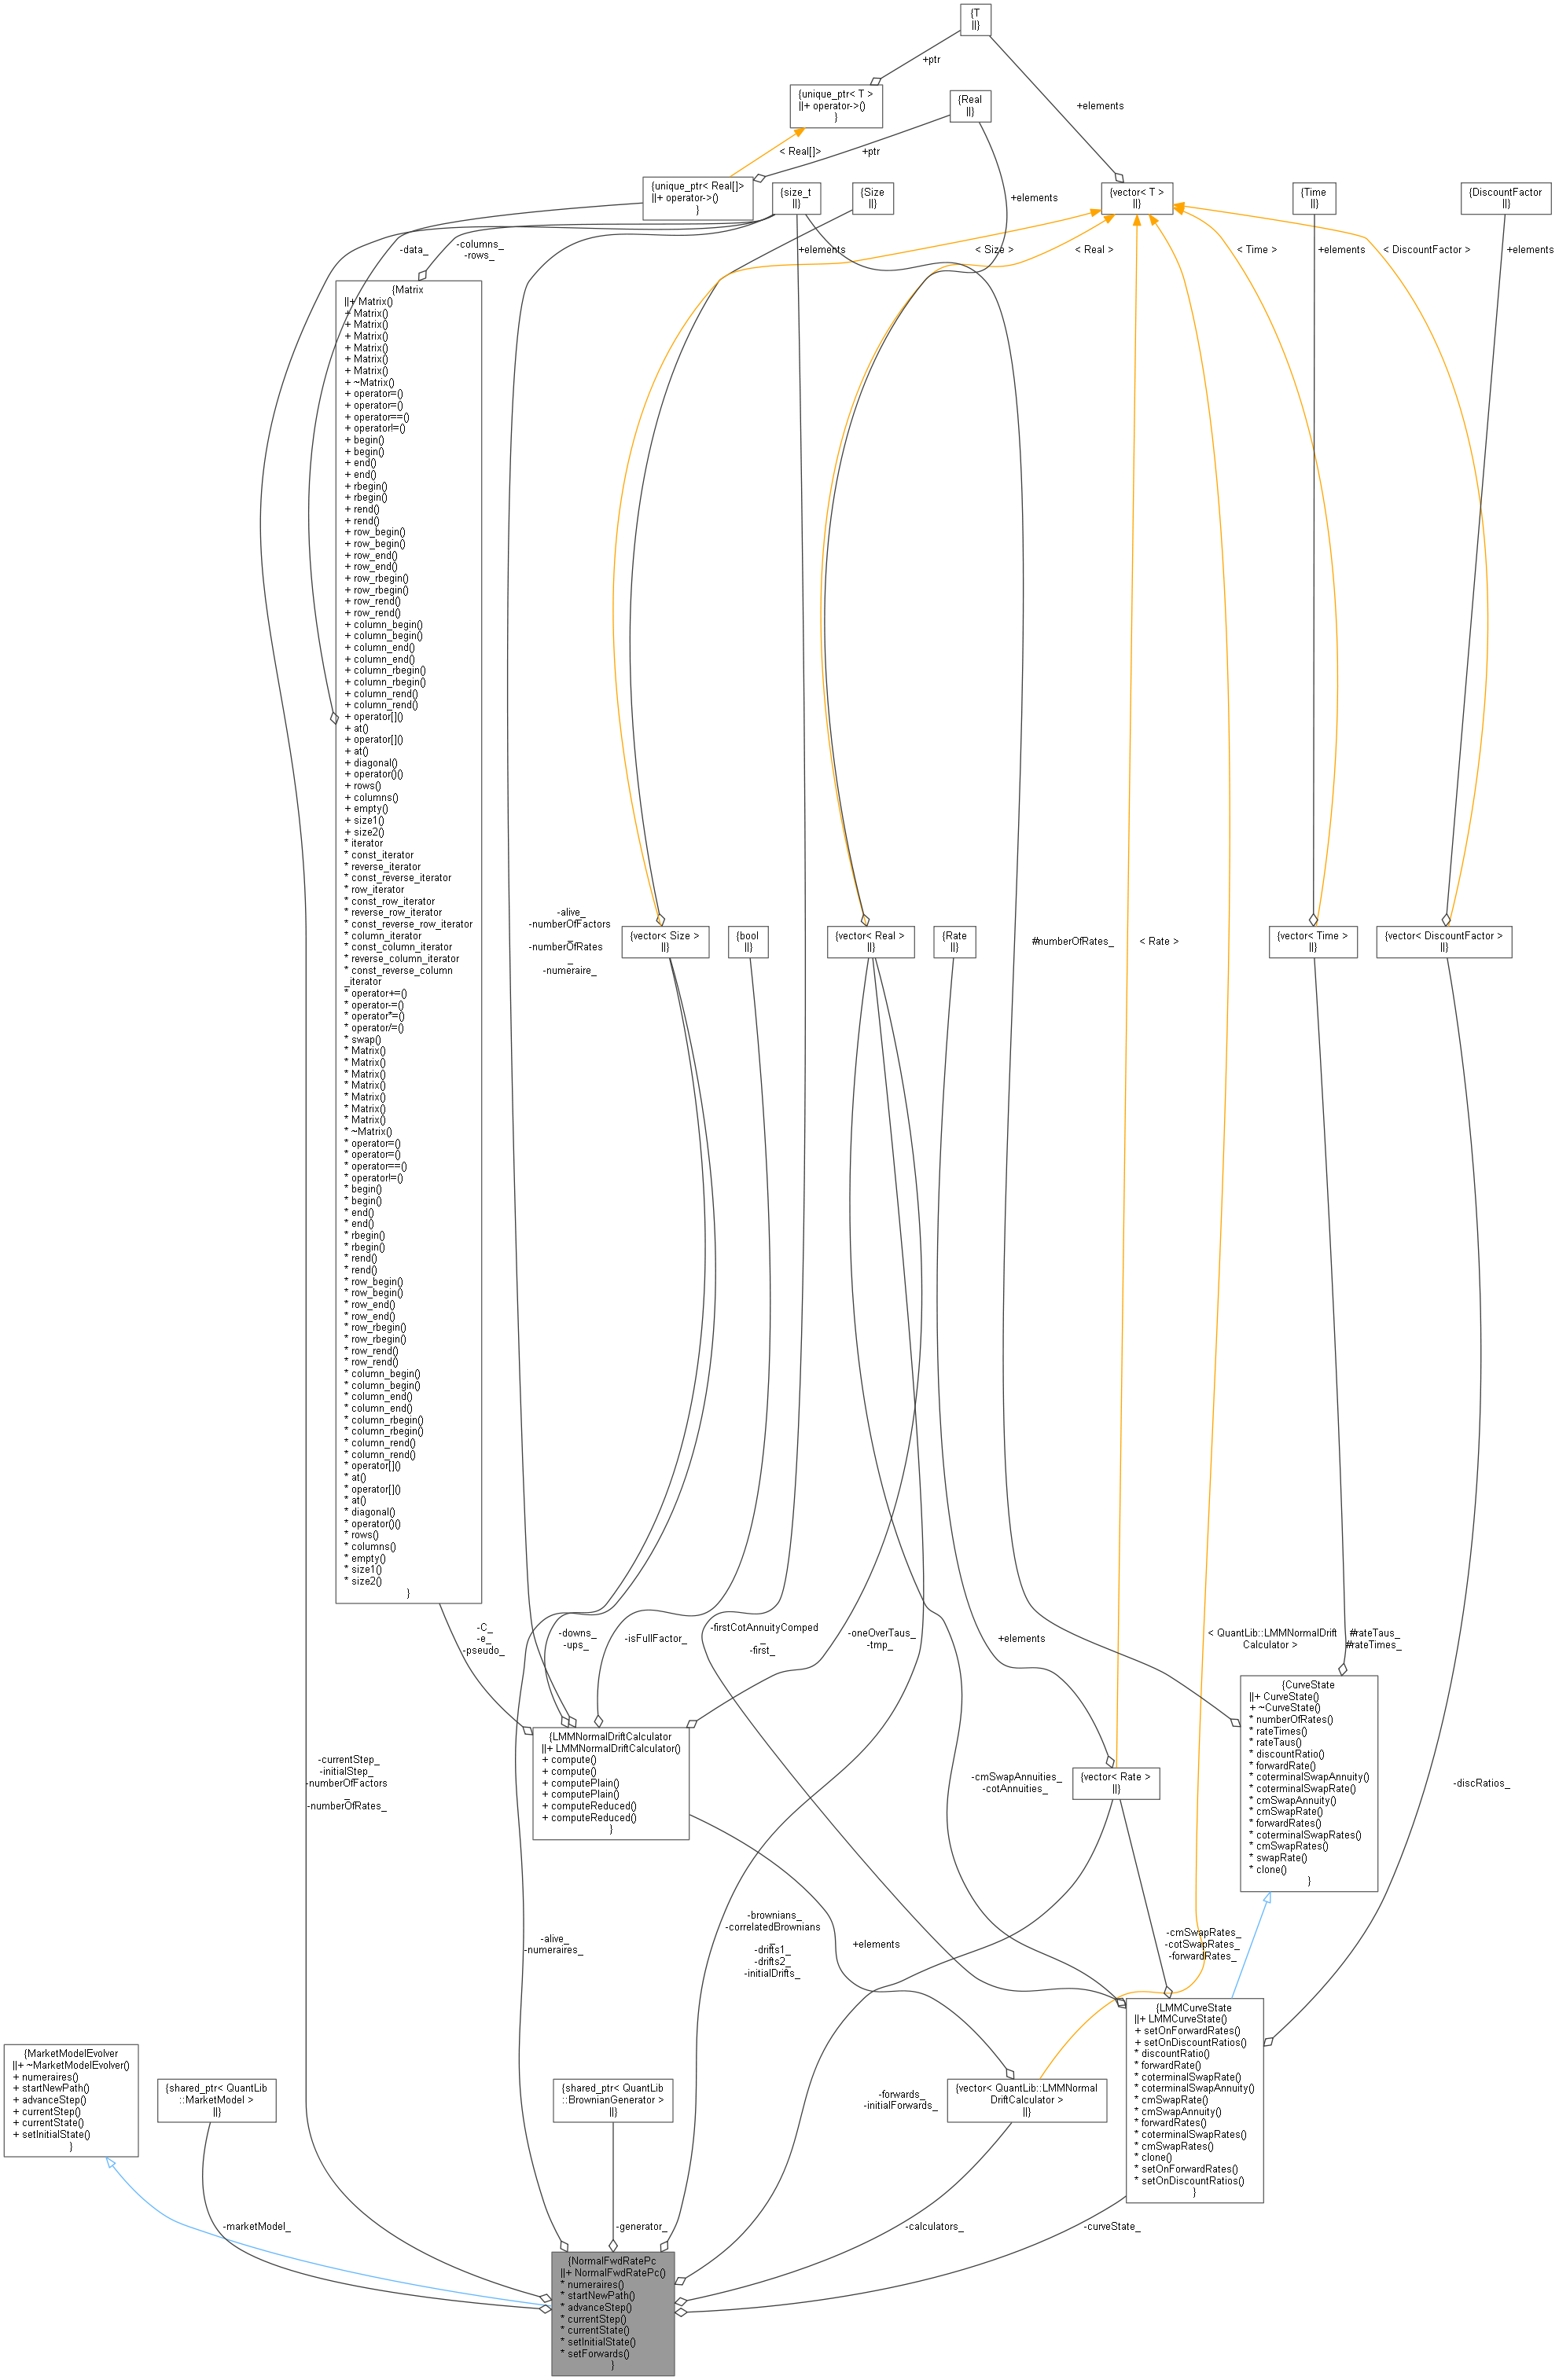 {T
||}
+ptr
+elements
{unique_ptr< T >
||+ operator->()
}
{Real
||}
< Real[]>
+ptr
{unique_ptr< Real[]>
||+ operator->()
}
{size_t
||}
{Size
||}
+elements
{vector< T >
||}
{Time
||}
{DiscountFactor
||}
-data_
-columns_
-rows_
+elements
< Size >
< Real >
< Time >
+elements
< DiscountFactor >
+elements
{Matrix
||+ Matrix()
+ Matrix()
+ Matrix()
+ Matrix()
+ Matrix()
+ Matrix()
+ Matrix()
+ ~Matrix()
+ operator=()
+ operator=()
+ operator==()
+ operator!=()
+ begin()
+ begin()
+ end()
+ end()
+ rbegin()
+ rbegin()
+ rend()
+ rend()
+ row_begin()
+ row_begin()
+ row_end()
+ row_end()
+ row_rbegin()
+ row_rbegin()
+ row_rend()
+ row_rend()
+ column_begin()
+ column_begin()
+ column_end()
+ column_end()
+ column_rbegin()
+ column_rbegin()
+ column_rend()
+ column_rend()
+ operator[]()
+ at()
+ operator[]()
+ at()
+ diagonal()
+ operator()()
+ rows()
+ columns()
+ empty()
+ size1()
+ size2()
* iterator
* const_iterator
* reverse_iterator
* const_reverse_iterator
* row_iterator
* const_row_iterator
* reverse_row_iterator
* const_reverse_row_iterator
* column_iterator
* const_column_iterator
* reverse_column_iterator
* const_reverse_column
_iterator
* operator+=()
* operator-=()
* operator*=()
* operator/=()
* swap()
* Matrix()
* Matrix()
* Matrix()
* Matrix()
* Matrix()
* Matrix()
* Matrix()
* ~Matrix()
* operator=()
* operator=()
* operator==()
* operator!=()
* begin()
* begin()
* end()
* end()
* rbegin()
* rbegin()
* rend()
* rend()
* row_begin()
* row_begin()
* row_end()
* row_end()
* row_rbegin()
* row_rbegin()
* row_rend()
* row_rend()
* column_begin()
* column_begin()
* column_end()
* column_end()
* column_rbegin()
* column_rbegin()
* column_rend()
* column_rend()
* operator[]()
* at()
* operator[]()
* at()
* diagonal()
* operator()()
* rows()
* columns()
* empty()
* size1()
* size2()
}
-alive_
-numberOfFactors
_
-numberOfRates
_
-numeraire_
{vector< Size >
||}
{bool
||}
{vector< Real >
||}
{Rate
||}
#numberOfRates_
< Rate >
{vector< Time >
||}
{vector< DiscountFactor >
||}
-C_
-e_
-pseudo_
-downs_
-ups_
-isFullFactor_
-firstCotAnnuityComped
_
-first_
-oneOverTaus_
-tmp_
+elements
< QuantLib::LMMNormalDrift
Calculator >
#rateTaus_
#rateTimes_
{LMMNormalDriftCalculator
||+ LMMNormalDriftCalculator()
+ compute()
+ compute()
+ computePlain()
+ computePlain()
+ computeReduced()
+ computeReduced()
}
{CurveState
||+ CurveState()
+ ~CurveState()
* numberOfRates()
* rateTimes()
* rateTaus()
* discountRatio()
* forwardRate()
* coterminalSwapAnnuity()
* coterminalSwapRate()
* cmSwapAnnuity()
* cmSwapRate()
* forwardRates()
* coterminalSwapRates()
* cmSwapRates()
* swapRate()
* clone()
}
-currentStep_
-initialStep_
-numberOfFactors
_
-numberOfRates_
-cmSwapAnnuities_
-cotAnnuities_
{vector< Rate >
||}
-discRatios_
-alive_
-numeraires_
-brownians_
-correlatedBrownians
_
-drifts1_
-drifts2_
-initialDrifts_
+elements
-cmSwapRates_
-cotSwapRates_
-forwardRates_
{LMMCurveState
||+ LMMCurveState()
+ setOnForwardRates()
+ setOnDiscountRatios()
* discountRatio()
* forwardRate()
* coterminalSwapRate()
* coterminalSwapAnnuity()
* cmSwapRate()
* cmSwapAnnuity()
* forwardRates()
* coterminalSwapRates()
* cmSwapRates()
* clone()
* setOnForwardRates()
* setOnDiscountRatios()
}
{MarketModelEvolver
||+ ~MarketModelEvolver()
+ numeraires()
+ startNewPath()
+ advanceStep()
+ currentStep()
+ currentState()
+ setInitialState()
}
{shared_ptr< QuantLib
::MarketModel >
||}
{shared_ptr< QuantLib
::BrownianGenerator >
||}
-forwards_
-initialForwards_
{vector< QuantLib::LMMNormal
DriftCalculator >
||}
-marketModel_
-generator_
-calculators_
-curveState_
{NormalFwdRatePc
||+ NormalFwdRatePc()
* numeraires()
* startNewPath()
* advanceStep()
* currentStep()
* currentState()
* setInitialState()
* setForwards()
}